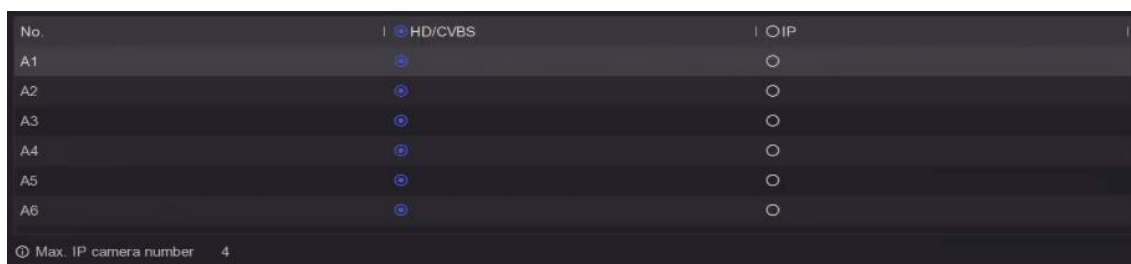 No. HD/CVBS IP
A1
A2
A3
A4
A5
A6
Max. IP camera number 4